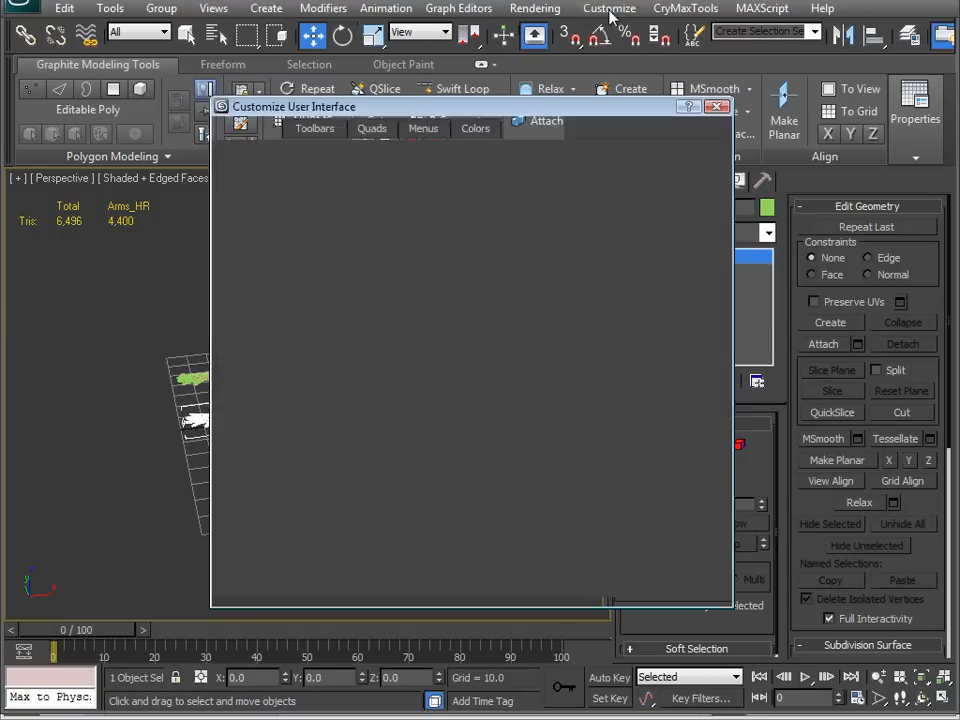 Edit Tools Group Views Create Modifiers Animation Graph Editors Rendering Customize CryMaxTools MAXScript Help
All View Create Selection Se
Graphite Modeling Tools Freeform Selection Object Paint
Repeat QSlice Swift Loop Relax Create MSmooth To View
Editable Poly
Customize User Interface
Attach
To Grid
Make
Planar
Properties
Toolbars Quads Menus Colors
X Y Z
Polygon Modeling
Align
[ + ] [ Perspective ] [ Shaded + Edged Faces
Total Arms_HR
Tris: 6,496 4,400
Edit Geometry
Repeat Last
Constraints
None Edge
Face Normal
Preserve UVs
Create Collapse
Attach Detach
Slice Plane Split
Slice Reset Plane
QuickSlice Cut
MSmooth Tessellate
Make Planar X Y Z
View Align Grid Align
Relax
Hide Selected Unhide All
Hide Unselected
Named Selections:
Copy Paste
Multi
Delete Isolated Vertices
Full Interactivity
Subdivision Surface
Soft Selection
0 / 100
10 20 30 40 50 60 70 80 90 100
1 Object Sel X: 0.0 Y: 0.0 Z: 0.0 Grid = 10.0 Auto Key Selected
Max to Physc Click and drag to select and move objects Add Time Tag Set Key Key Filters... 0